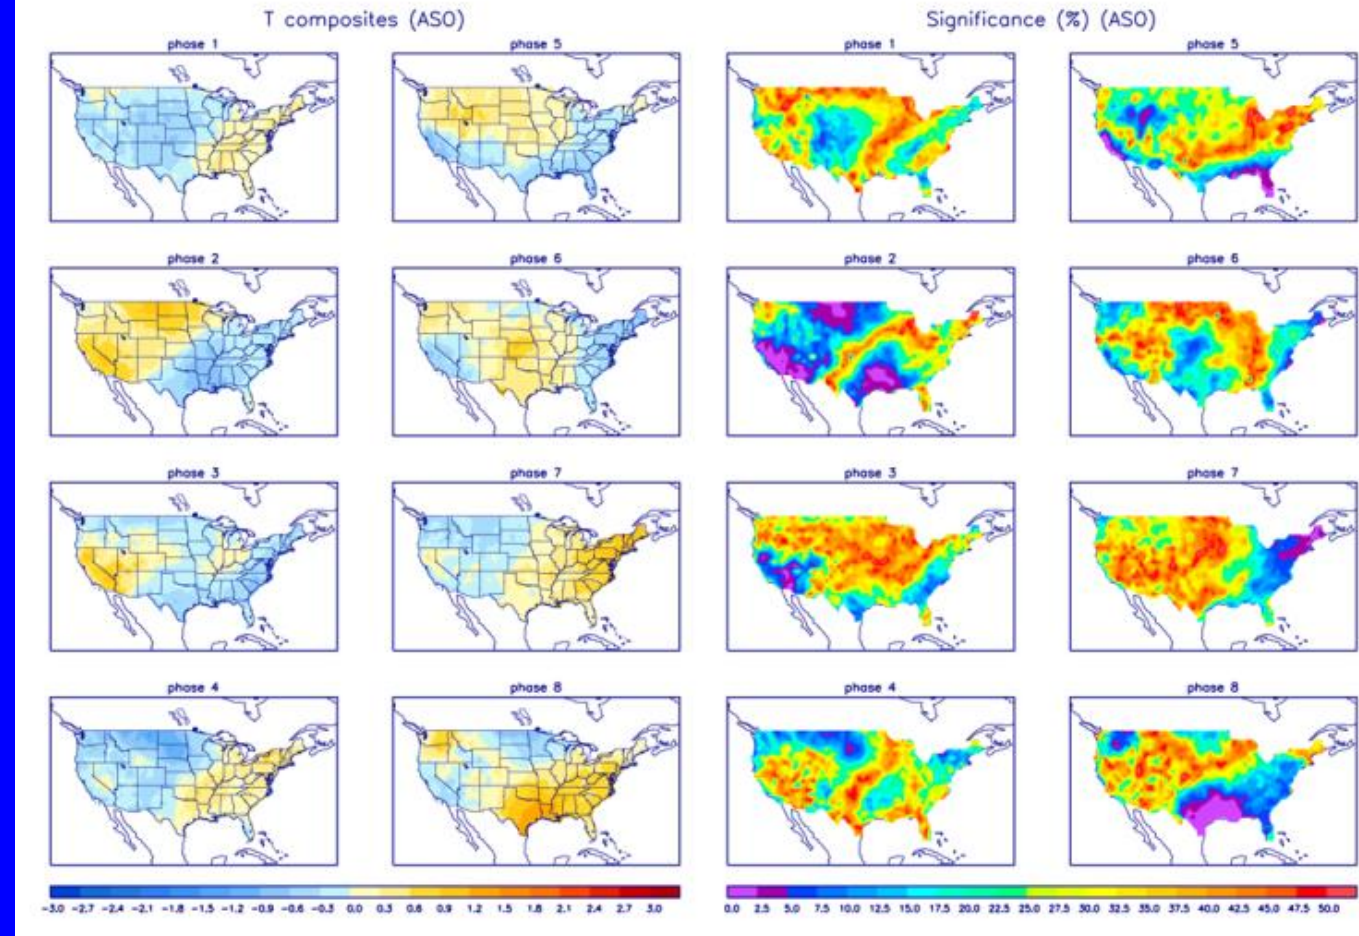 T composites (ASO)
Significance (%) (ASO)
phase 1
phase 5
phase 1
phase 5
phase 2
phase 6
phase 2
phase 6
phase 3
phase 7
phase 3
phase 7
phase 4
phase 8
phase 4
phase 8
-3.0 -2.7 -2.4 -2.1 -1.8 -1.5 -1.2 -0.9 -0.6 -0.3 0.0 0.3 0.6 0.9 1.2 1.5 1.8 2.1 2.4 2.7 3.0
0.0 2.5 5.0 7.5 10.0 12.5 15.0 17.5 20.0 22.5 25.0 27.5 30.0 32.5 35.0 37.5 40.0 42.5 45.0 47.5 50.0